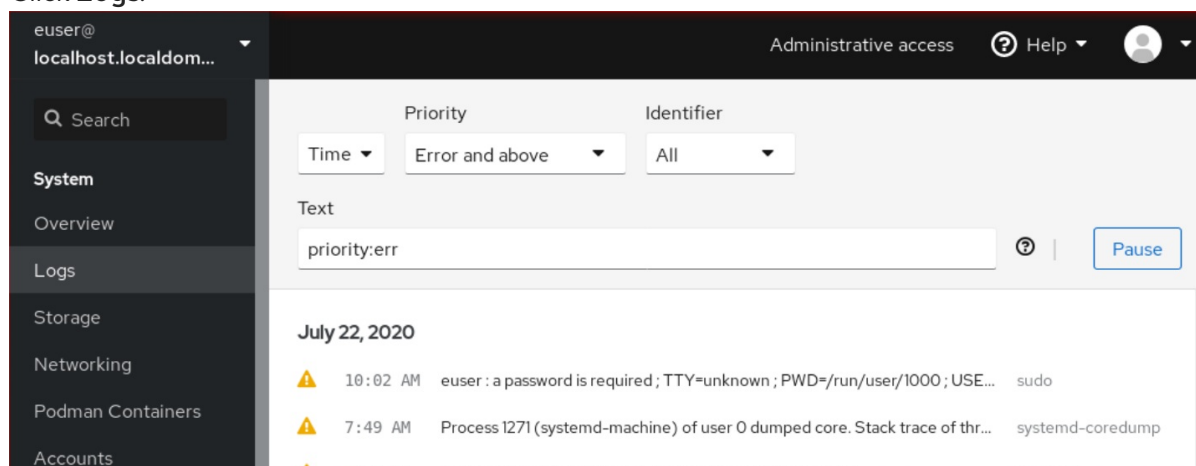 euser@
localhost.localdom...
Administrative access
Help
Search
System
Overview
Logs
Storage
Networking
Podman Containers
Accounts
Priority
Identifier
Time
Error and above
All
Text
priority:err
Pause
July 22, 2020
10:02 AM euser : a password is required ; TTY=unknown ; PWD=/run/user/1000 ; USE... sudo
7:49 AM Process 1271 (systemd-machine) of user 0 dumped core. Stack trace of thr... systemd-coredump